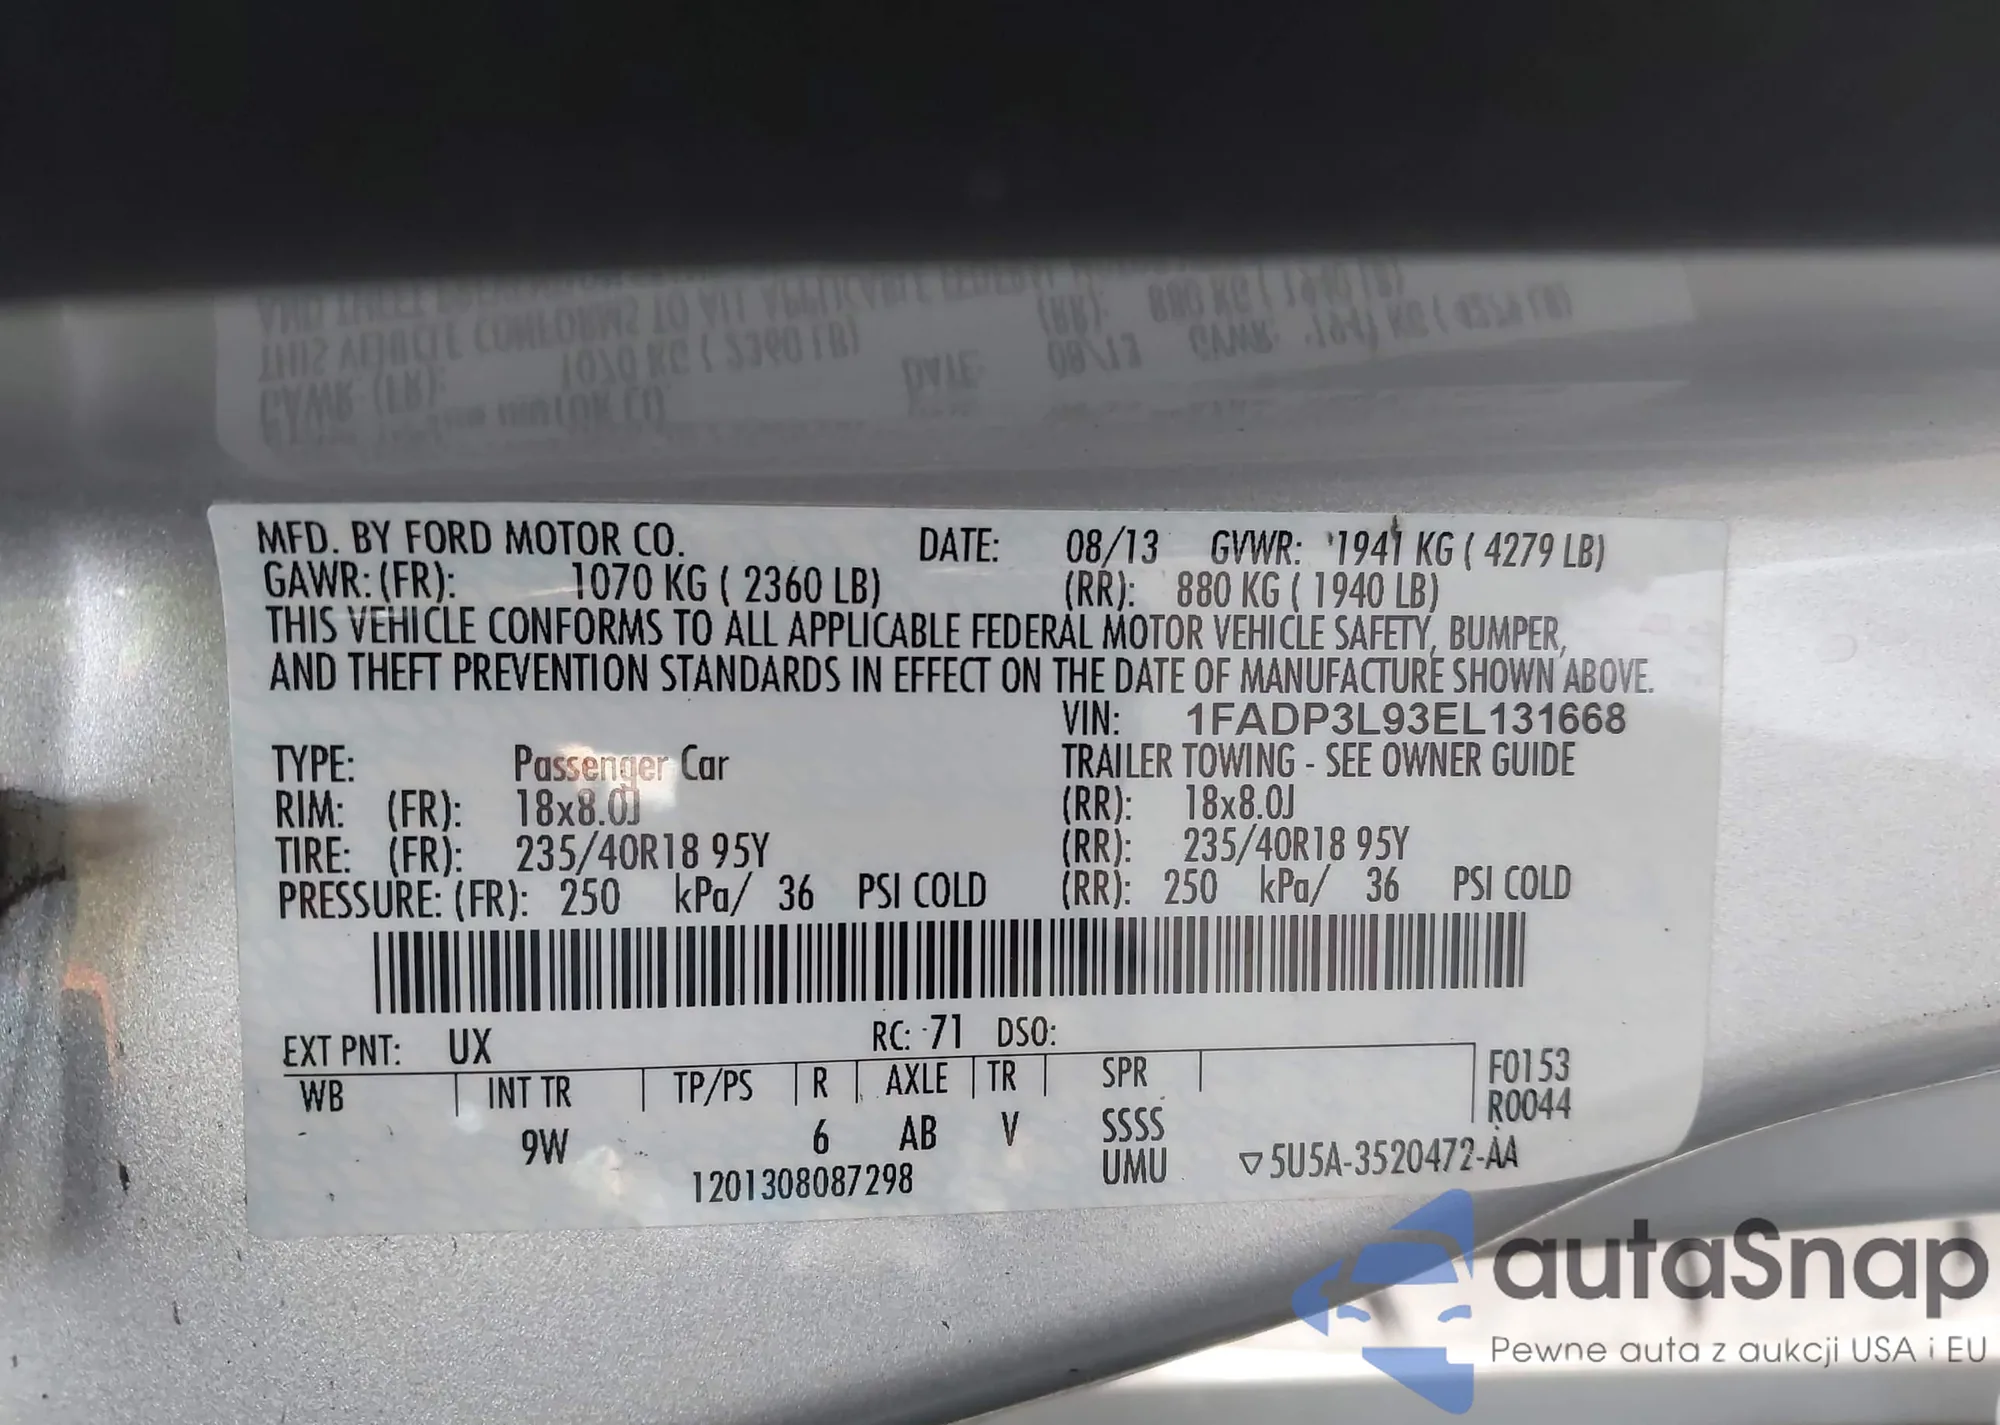 MFD. BY FORD MOTOR CO. DATE: 08/13 GVWR: 1941 KG ( 4279 LB)
GAWR: (FR): 1070 KG ( 2360 LB) (RR): 880 KG ( 1940 LB)
THIS VEHICLE CONFORMS TO ALL APPLICABLE FEDERAL MOTOR VEHICLE SAFETY, BUMPER,
AND THEFT PREVENTION STANDARDS IN EFFECT ON THE DATE OF MANUFACTURE SHOWN ABOVE.
VIN: 1FADP3L93EL131668
TYPE: Passenger Car TRAILER TOWING - SEE OWNER GUIDE
RIM: (FR): 18x8.0J (RR): 18x8.0J
TIRE: (FR): 235/40R18 95Y (RR): 235/40R18 95Y
PRESSURE: (FR): 250 kPa/ 36 PSI COLD (RR): 250 kPa/ 36 PSI COLD
EXT PNT: UX RC: 71 DSO:
WB INT TR TP/PS R AXLE TR SPR F0153
R0044
9W 6 AB V SSSS
1201308087298 UMU ▽5U5A-3520472-AA
autaSnap
Pewne auta z aukcji USA i EU